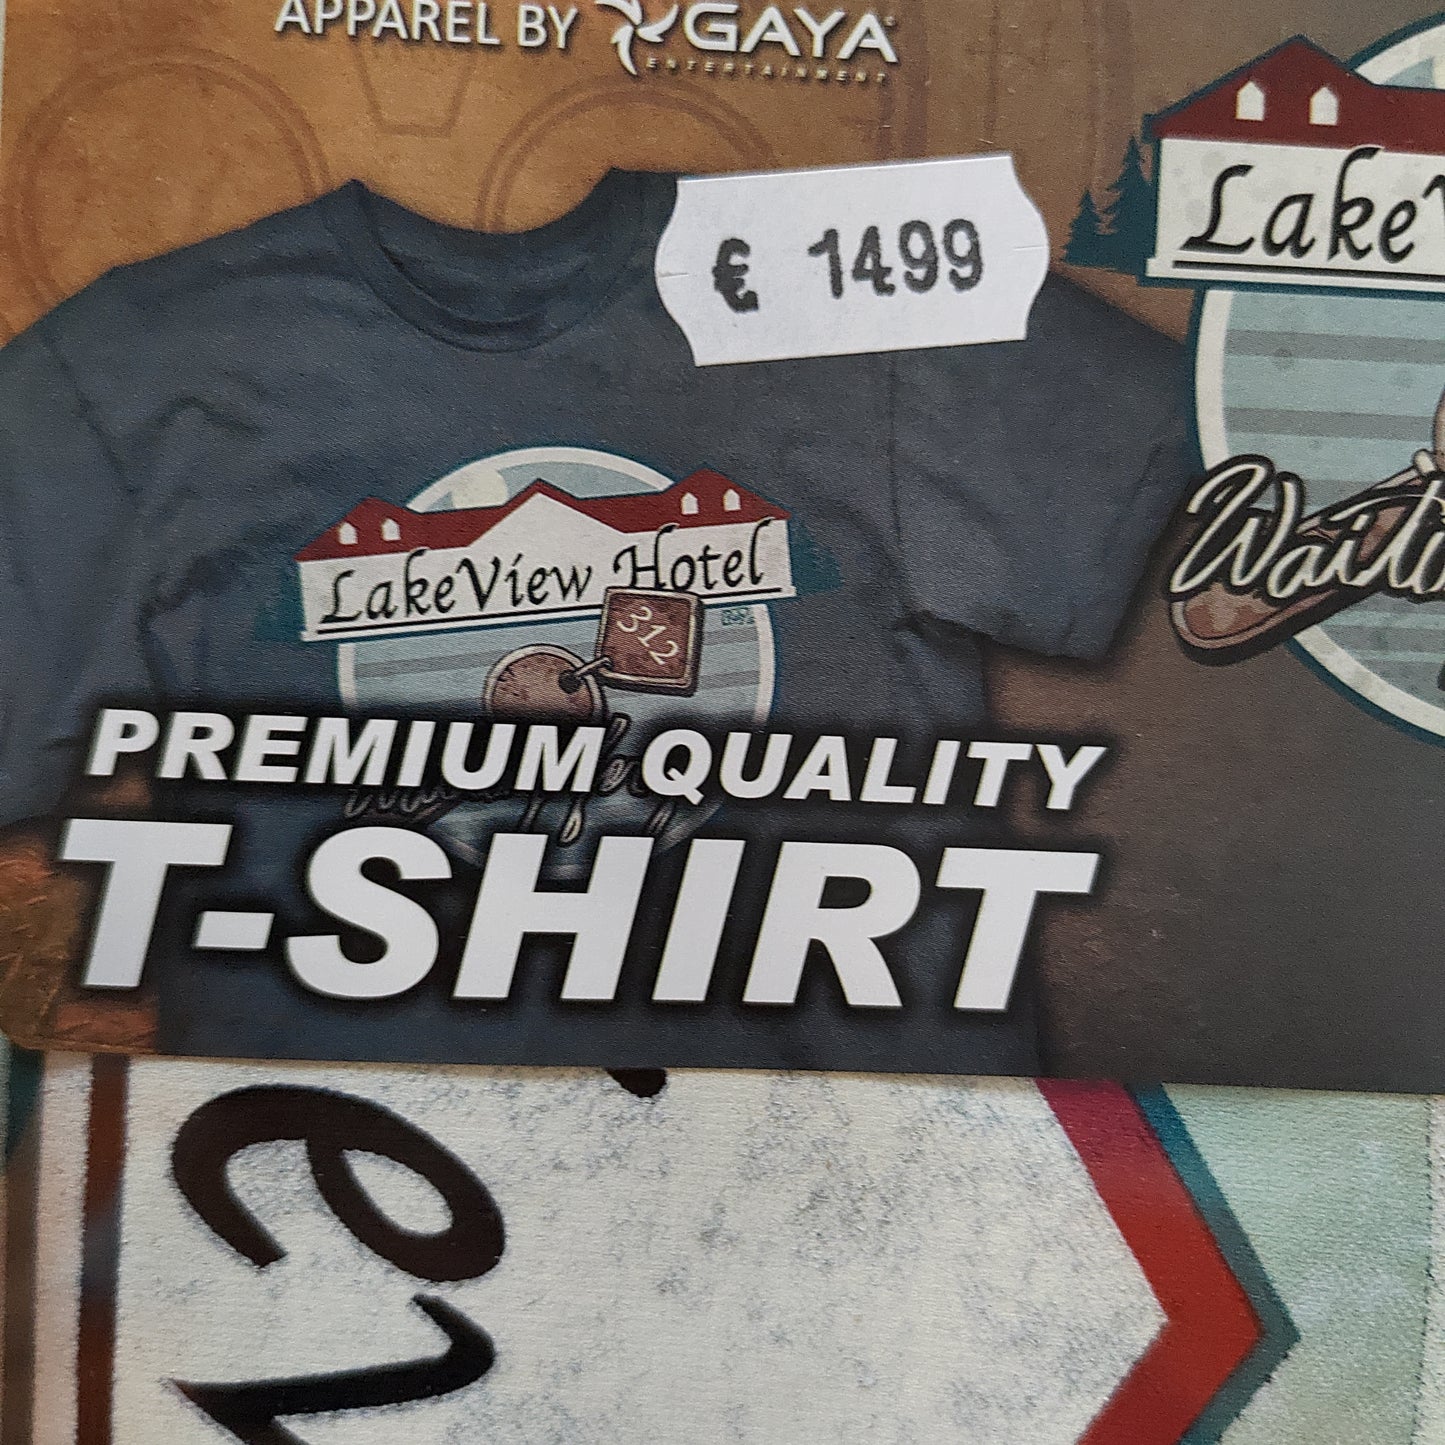 APPAREL BY GAYA
ENTERTAINMENT
€ 1499
LakeView Hotel
312
PREMIUM QUALITY
T-SHIRT
Lake